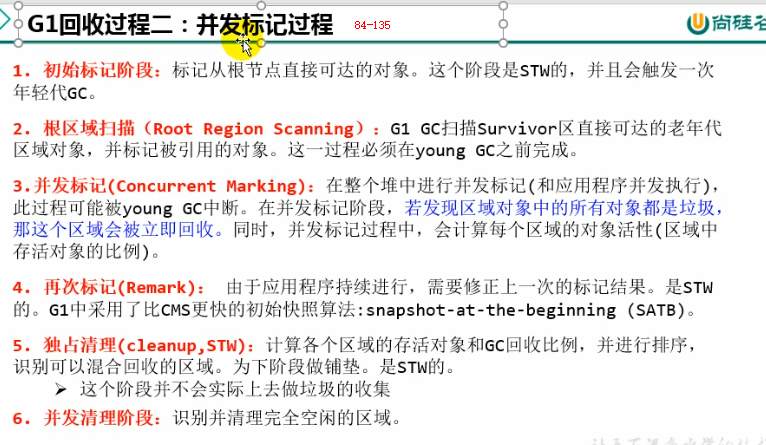 G1回收过程二：并发标记过程
84-135
尚硅谷
1. 初始标记阶段：标记从根节点直接可达的对象。这个阶段是STW的，并且会触发一次
年轻代GC。
2. 根区域扫描（Root Region Scanning）：G1 GC扫描Survivor区直接可达的老年代
区域对象，并标记被引用的对象。这一过程必须在young GC之前完成。
3.并发标记(Concurrent Marking)：在整个堆中进行并发标记(和应用程序并发执行)，
此过程可能被young GC中断。在并发标记阶段，若发现区域对象中的所有对象都是垃圾，
那这个区域会被立即回收。同时，并发标记过程中，会计算每个区域的对象活性(区域中
存活对象的比例)。
4. 再次标记(Remark)： 由于应用程序持续进行，需要修正上一次的标记结果。是STW
的。G1中采用了比CMS更快的初始快照算法:snapshot-at-the-beginning (SATB)。
5. 独占清理(cleanup,STW)：计算各个区域的存活对象和GC回收比例，并进行排序，
识别可以混合回收的区域。为下阶段做铺垫。是STW的。
➢ 这个阶段并不会实际上去做垃圾的收集
6. 并发清理阶段：识别并清理完全空闲的区域。